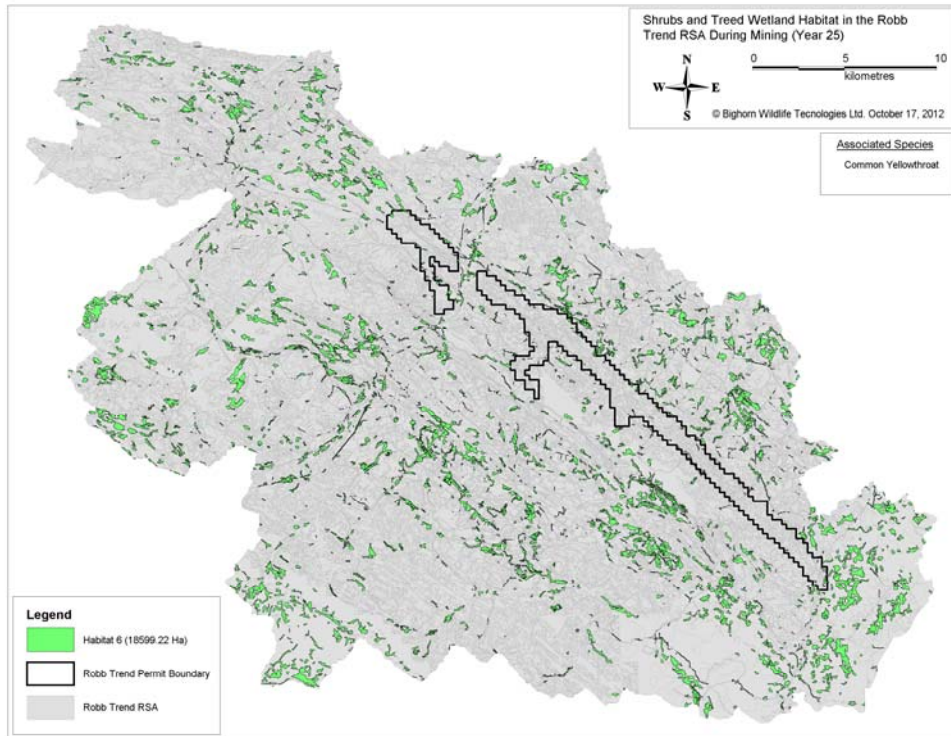 Shrubs and Treed Wetland Habitat in the Robb
Trend RSA During Mining (Year 25)
N
W E
S
0 5 10
kilometres
© Bighorn Wildlife Tecnologies Ltd. October 17, 2012
Associated Species
Common Yellowthroat
Legend
Habitat 6 (18599.22 Ha)
Robb Trend Permit Boundary
Robb Trend RSA